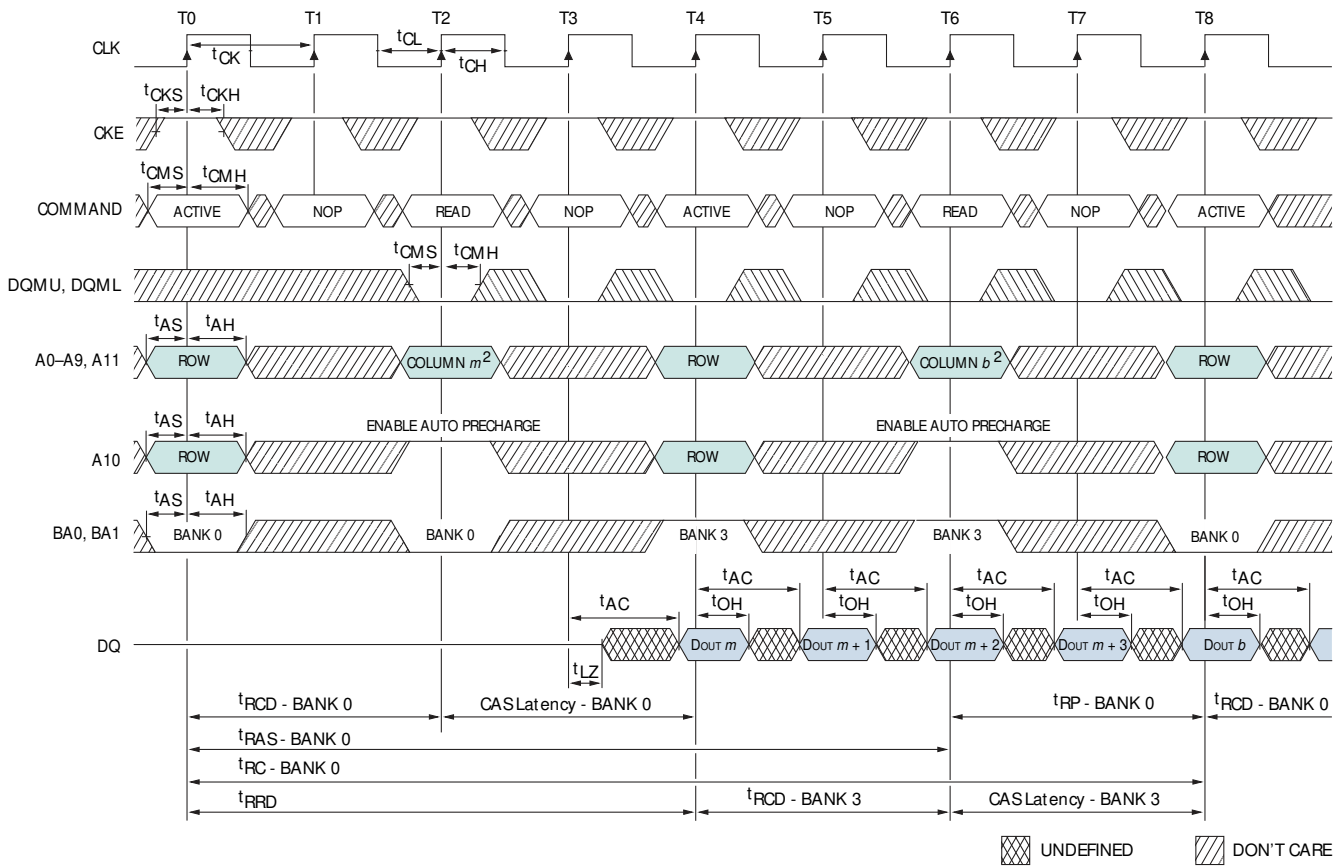 T0 T1 T2 T3 T4 T5 T6 T7 T8
CLK
tCK tCL tCH
tCKS tCKH
CKE
tCMS tCMH
COMMAND ACTIVE NOP READ NOP ACTIVE NOP READ NOP ACTIVE
tCMS tCMH
DQMU, DQML
tAS tAH
A0–A9, A11 ROW COLUMN m2 ROW COLUMN b2 ROW
tAS tAH ENABLE AUTO PRECHARGE ENABLE AUTO PRECHARGE
A10 ROW ROW ROW
tAS tAH
BA0, BA1 BANK 0 BANK 0 BANK 3 BANK 3 BANK 0
tAC tAC tAC tAC tAC tAC
tOH tOH tOH tOH tOH
DQ DOUT m DOUT m + 1 DOUT m + 2 DOUT m + 3 DOUT b
tLZ
tRCD - BANK 0 CAS Latency - BANK 0 tRP - BANK 0 tRCD - BANK 0
tRAS - BANK 0
tRC - BANK 0
tRRD tRCD - BANK 3 CAS Latency - BANK 3
UNDEFINED DON'T CARE